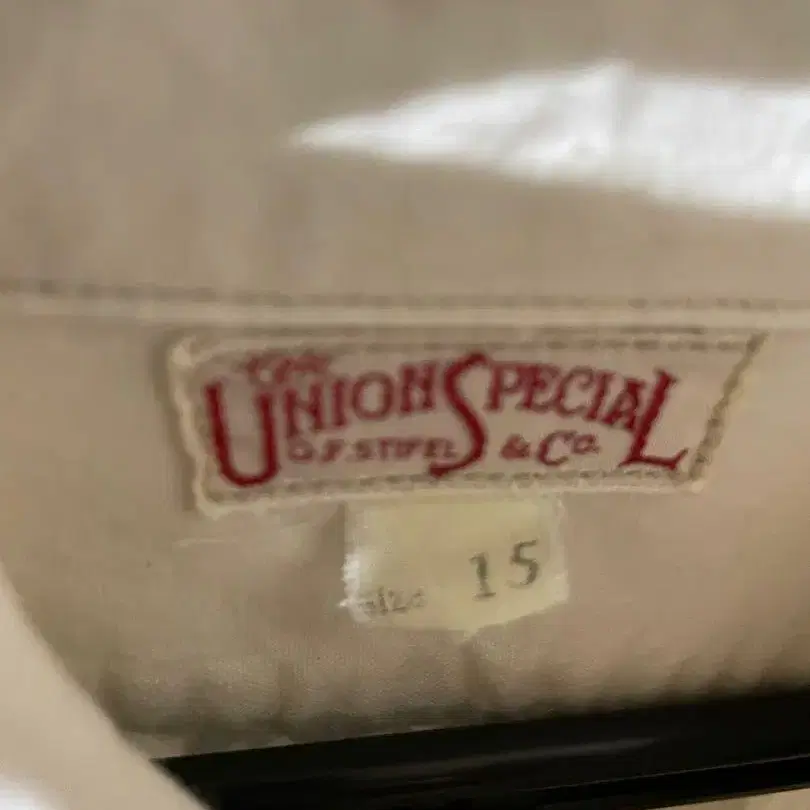 The
UNION SPECIAL
O.F. STIFEL & Co.
Size 15